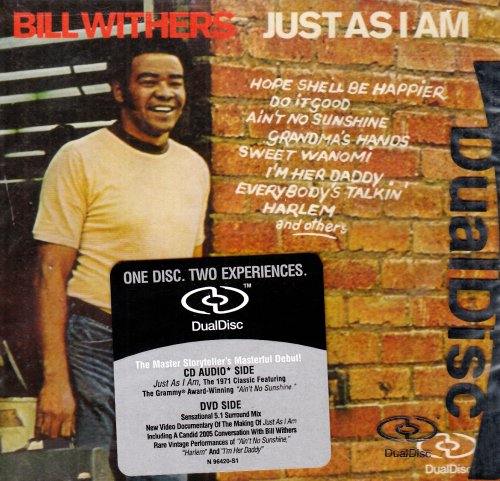 BILL WITHERS JUST AS I AM
HOPE SHE'LL BE HAPPIER
DO IT GOOD
AIN'T NO SUNSHINE
GRANDMA'S HANDS
SWEET WANOMI
I'M HER DADDY
EVERYBODY'S TALKIN'
HARLEM
and others
DualDisc
ONE DISC. TWO EXPERIENCES.
TM
DualDisc
The Master Storyteller's Masterful Debut!
CD AUDIO* SIDE
Just As I Am, The 1971 Classic Featuring
The Grammy® Award-Winning "Ain't No Sunshine."
DVD SIDE
Sensational 5.1 Surround Mix
New Video Documentary Of The Making Of Just As I Am
Including A Candid 2005 Conversation With Bill Withers
Rare Vintage Performances of "Ain't No Sunshine,"
"Harlem" And "I'm Her Daddy"
N 96420-S1
DualDisc
DualDisc